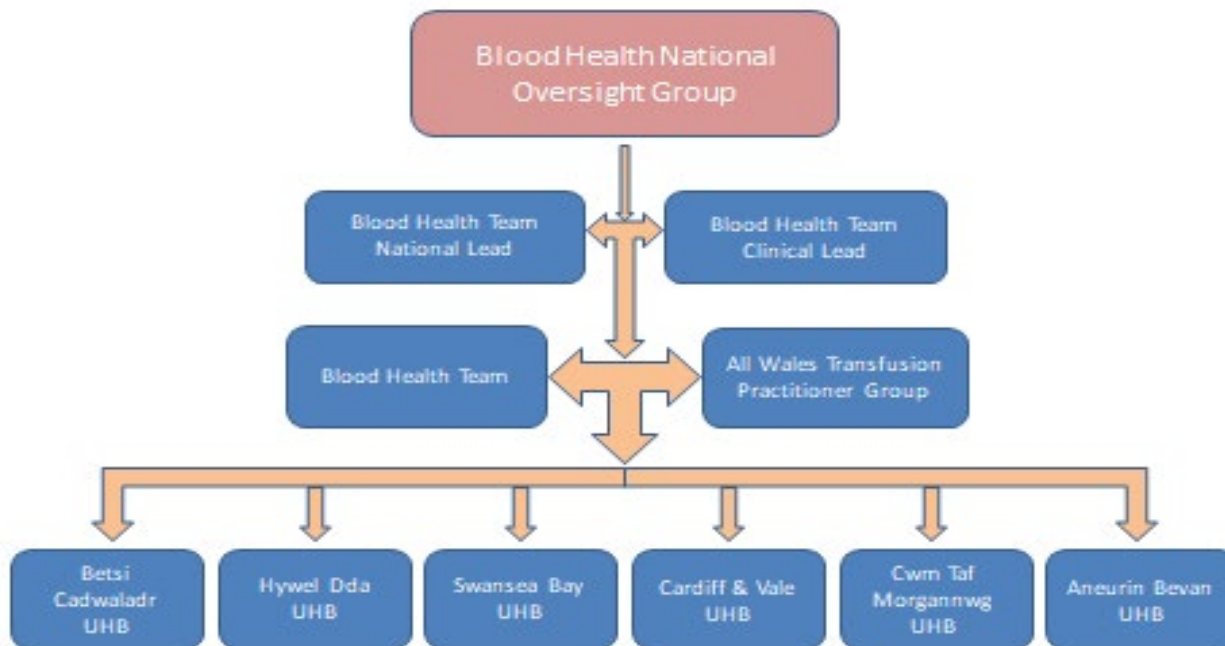 Blood Health National
Oversight Group
Blood Health Team
National Lead
Blood Health Team
Clinical Lead
Blood Health Team
All Wales Transfusion
Practitioner Group
Betsi
Cadwaladr
UHB
Hywel Dda
UHB
Swansea Bay
UHB
Cardiff & Vale
UHB
Cwm Taf
Morgannwg
UHB
Aneurin Bevan
UHB